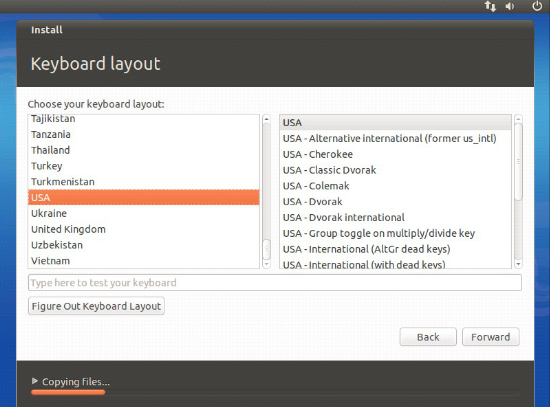 Install
Keyboard layout
Choose your keyboard layout:
Tajikistan
Tanzania
Thailand
Turkey
Turkmenistan
USA
Ukraine
United Kingdom
Uzbekistan
Vietnam
USA
USA - Alternative international (former us_intl)
USA - Cherokee
USA - Classic Dvorak
USA - Colemak
USA - Dvorak
USA - Dvorak international
USA - Group toggle on multiply/divide key
USA - International (AltGr dead keys)
USA - International (with dead keys)
Type here to test your keyboard
Figure Out Keyboard Layout
Back
Forward
Copying files...